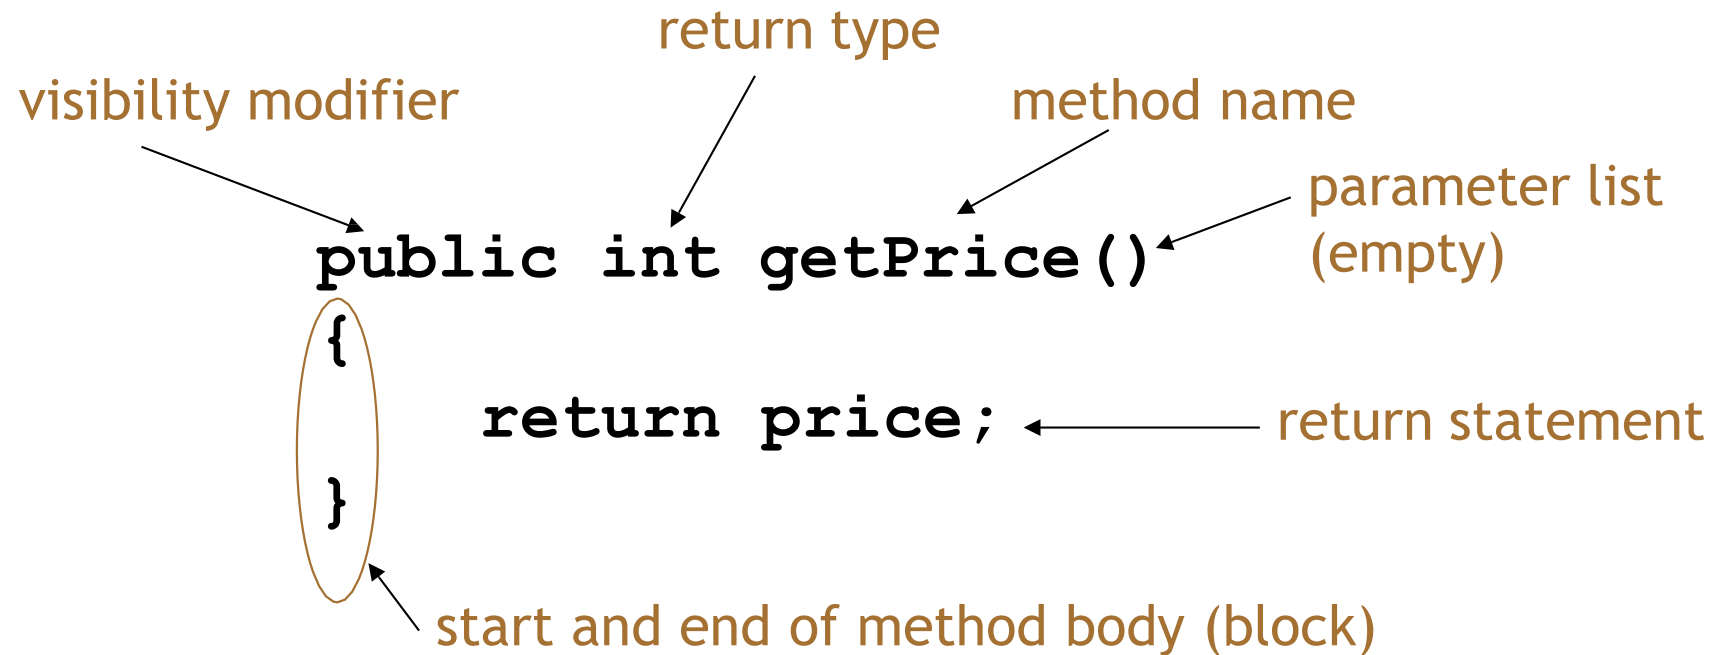 return type
visibility modifier
method name
parameter list
(empty)
public int getPrice()
{
return price;
return statement
}
start and end of method body (block)